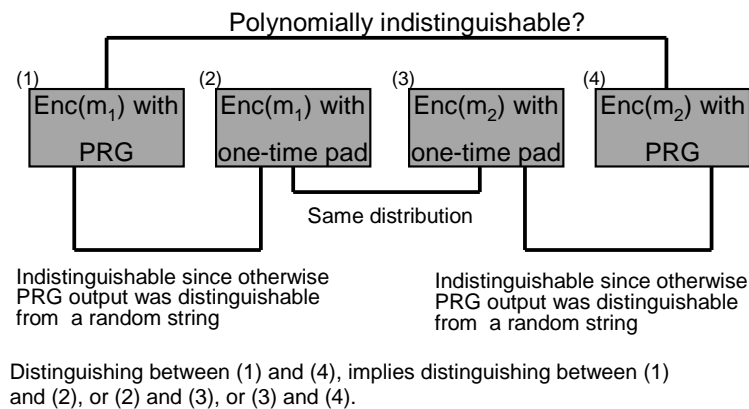 Polynomially indistinguishable?
(1) (2) (3) (4)
Enc(m₁) with Enc(m₁) with Enc(m₂) with Enc(m₂) with
PRG one-time pad one-time pad PRG
Same distribution
Indistinguishable since otherwise
PRG output was distinguishable
from a random string
Indistinguishable since otherwise
PRG output was distinguishable
from a random string
Distinguishing between (1) and (4), implies distinguishing between (1)
and (2), or (2) and (3), or (3) and (4).